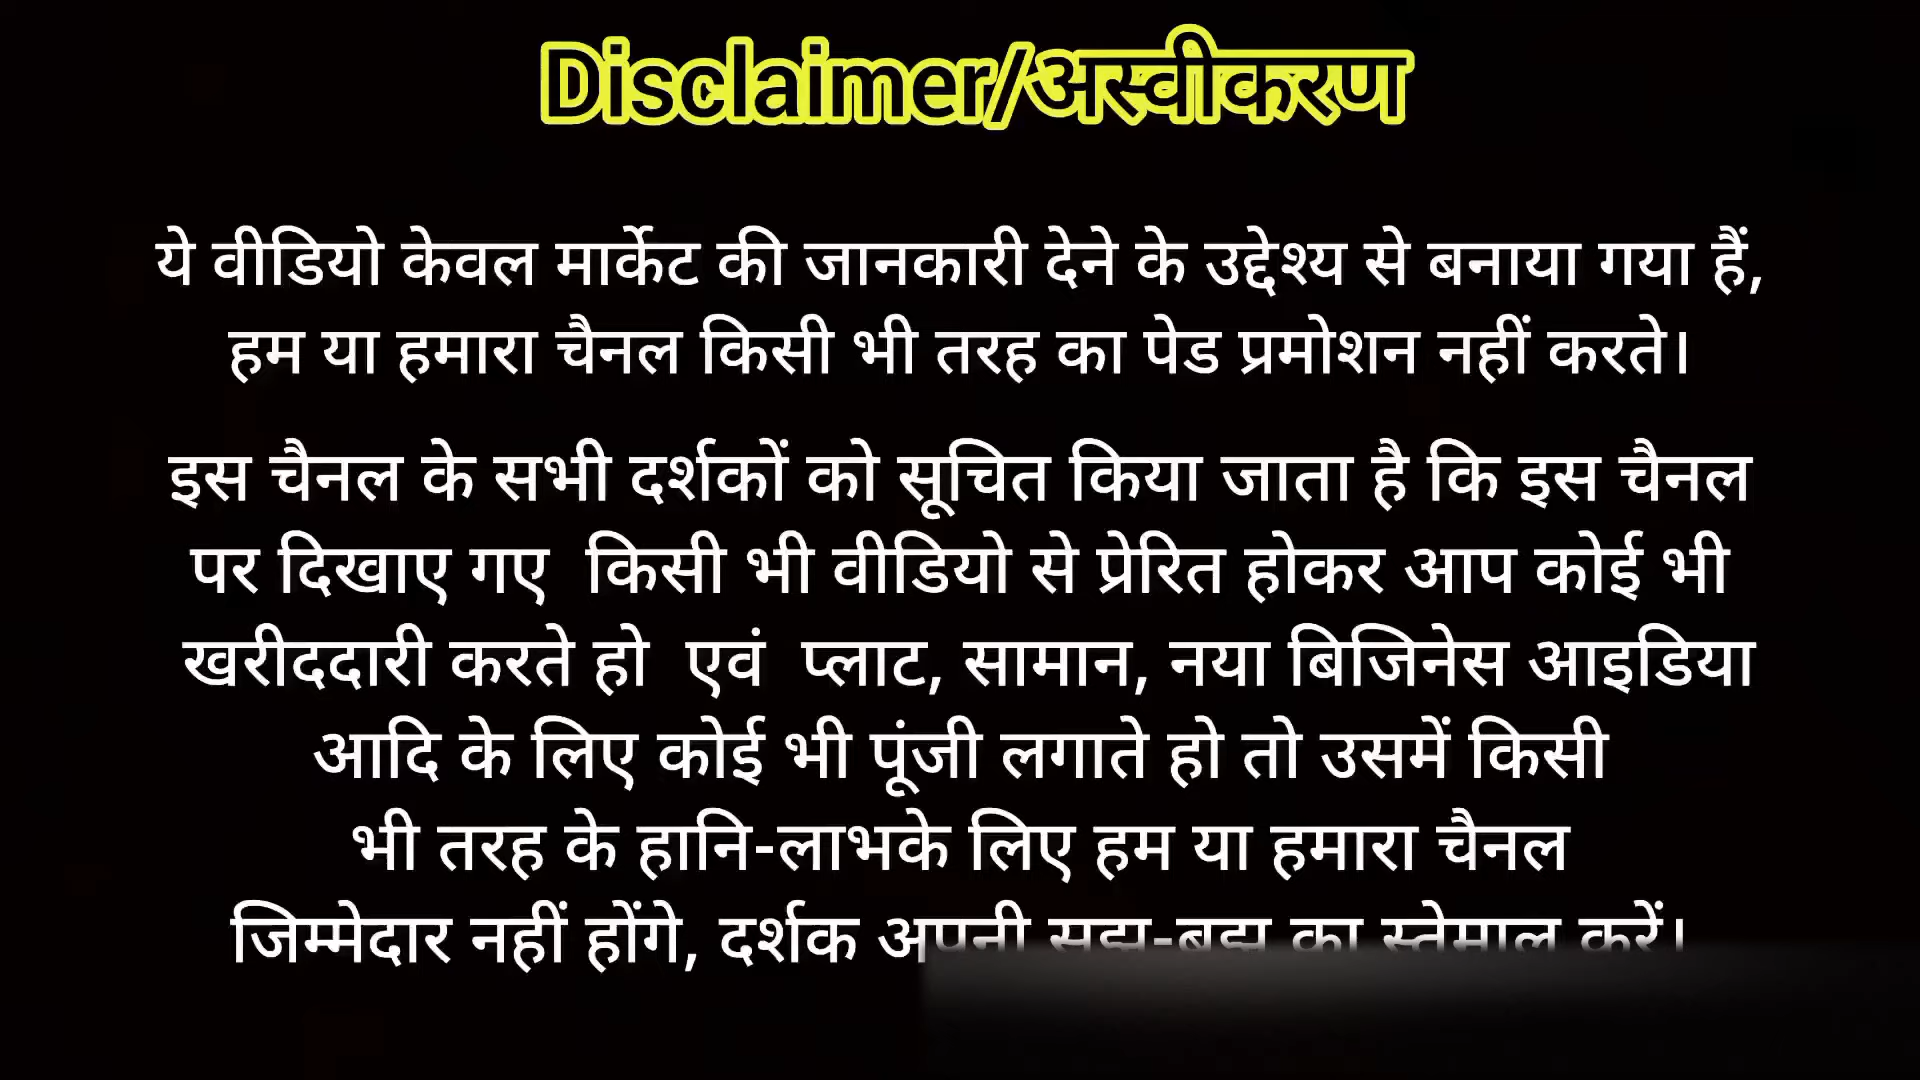 Disclaimer/अस्वीकरण
ये वीडियो केवल मार्केट की जानकारी देने के उद्देश्य से बनाया गया हैं,
हम या हमारा चैनल किसी भी तरह का पेड प्रमोशन नहीं करते।
इस चैनल के सभी दर्शकों को सूचित किया जाता है कि इस चैनल
पर दिखाए गए किसी भी वीडियो से प्रेरित होकर आप कोई भी
खरीददारी करते हो एवं प्लाट, सामान, नया बिजिनेस आइडिया
आदि के लिए कोई भी पूंजी लगाते हो तो उसमें किसी
भी तरह के हानि-लाभके लिए हम या हमारा चैनल
जिम्मेदार नहीं होंगे, दर्शक अपनी सूझ-बूझ का स्तेमाल करें।